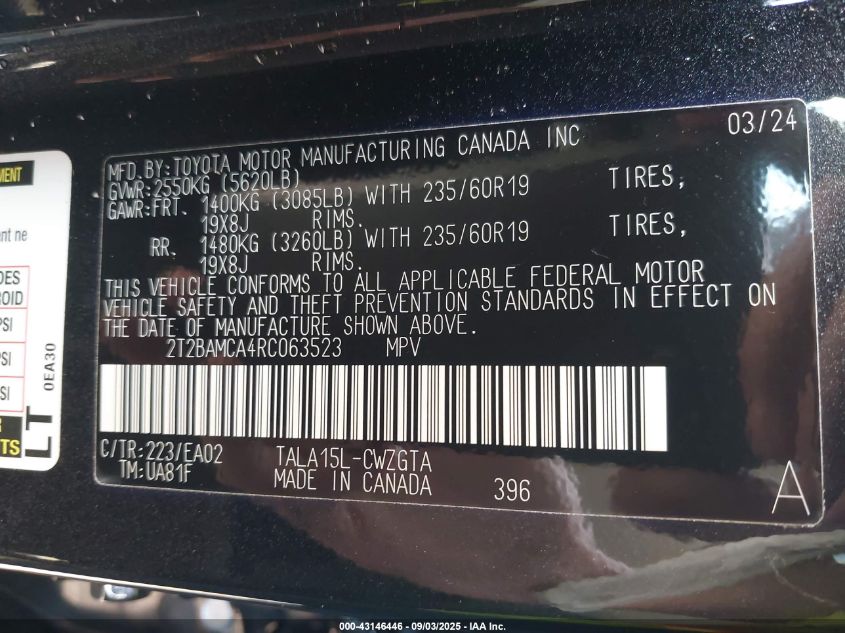 03/24
MFD. BY: TOYOTA MOTOR MANUFACTURING CANADA INC
GVWR: 2550KG (5620LB)
GAWR: FRT. 1400KG (3085LB) WITH 235/60R19 TIRES,
19X8J RIMS.
RR. 1480KG (3260LB) WITH 235/60R19 TIRES,
19X8J RIMS.
THIS VEHICLE CONFORMS TO ALL APPLICABLE FEDERAL MOTOR
VEHICLE SAFETY AND THEFT PREVENTION STANDARDS IN EFFECT ON
THE DATE OF MANUFACTURE SHOWN ABOVE.
2T2BAMCA4RC063523 MPV
C/TR: 223/EA02 TALA15L-CWZGTA
TM: UA81F MADE IN CANADA 396
A
0EA30
LT
000-43146446 - 09/03/2025 - IAA Inc.